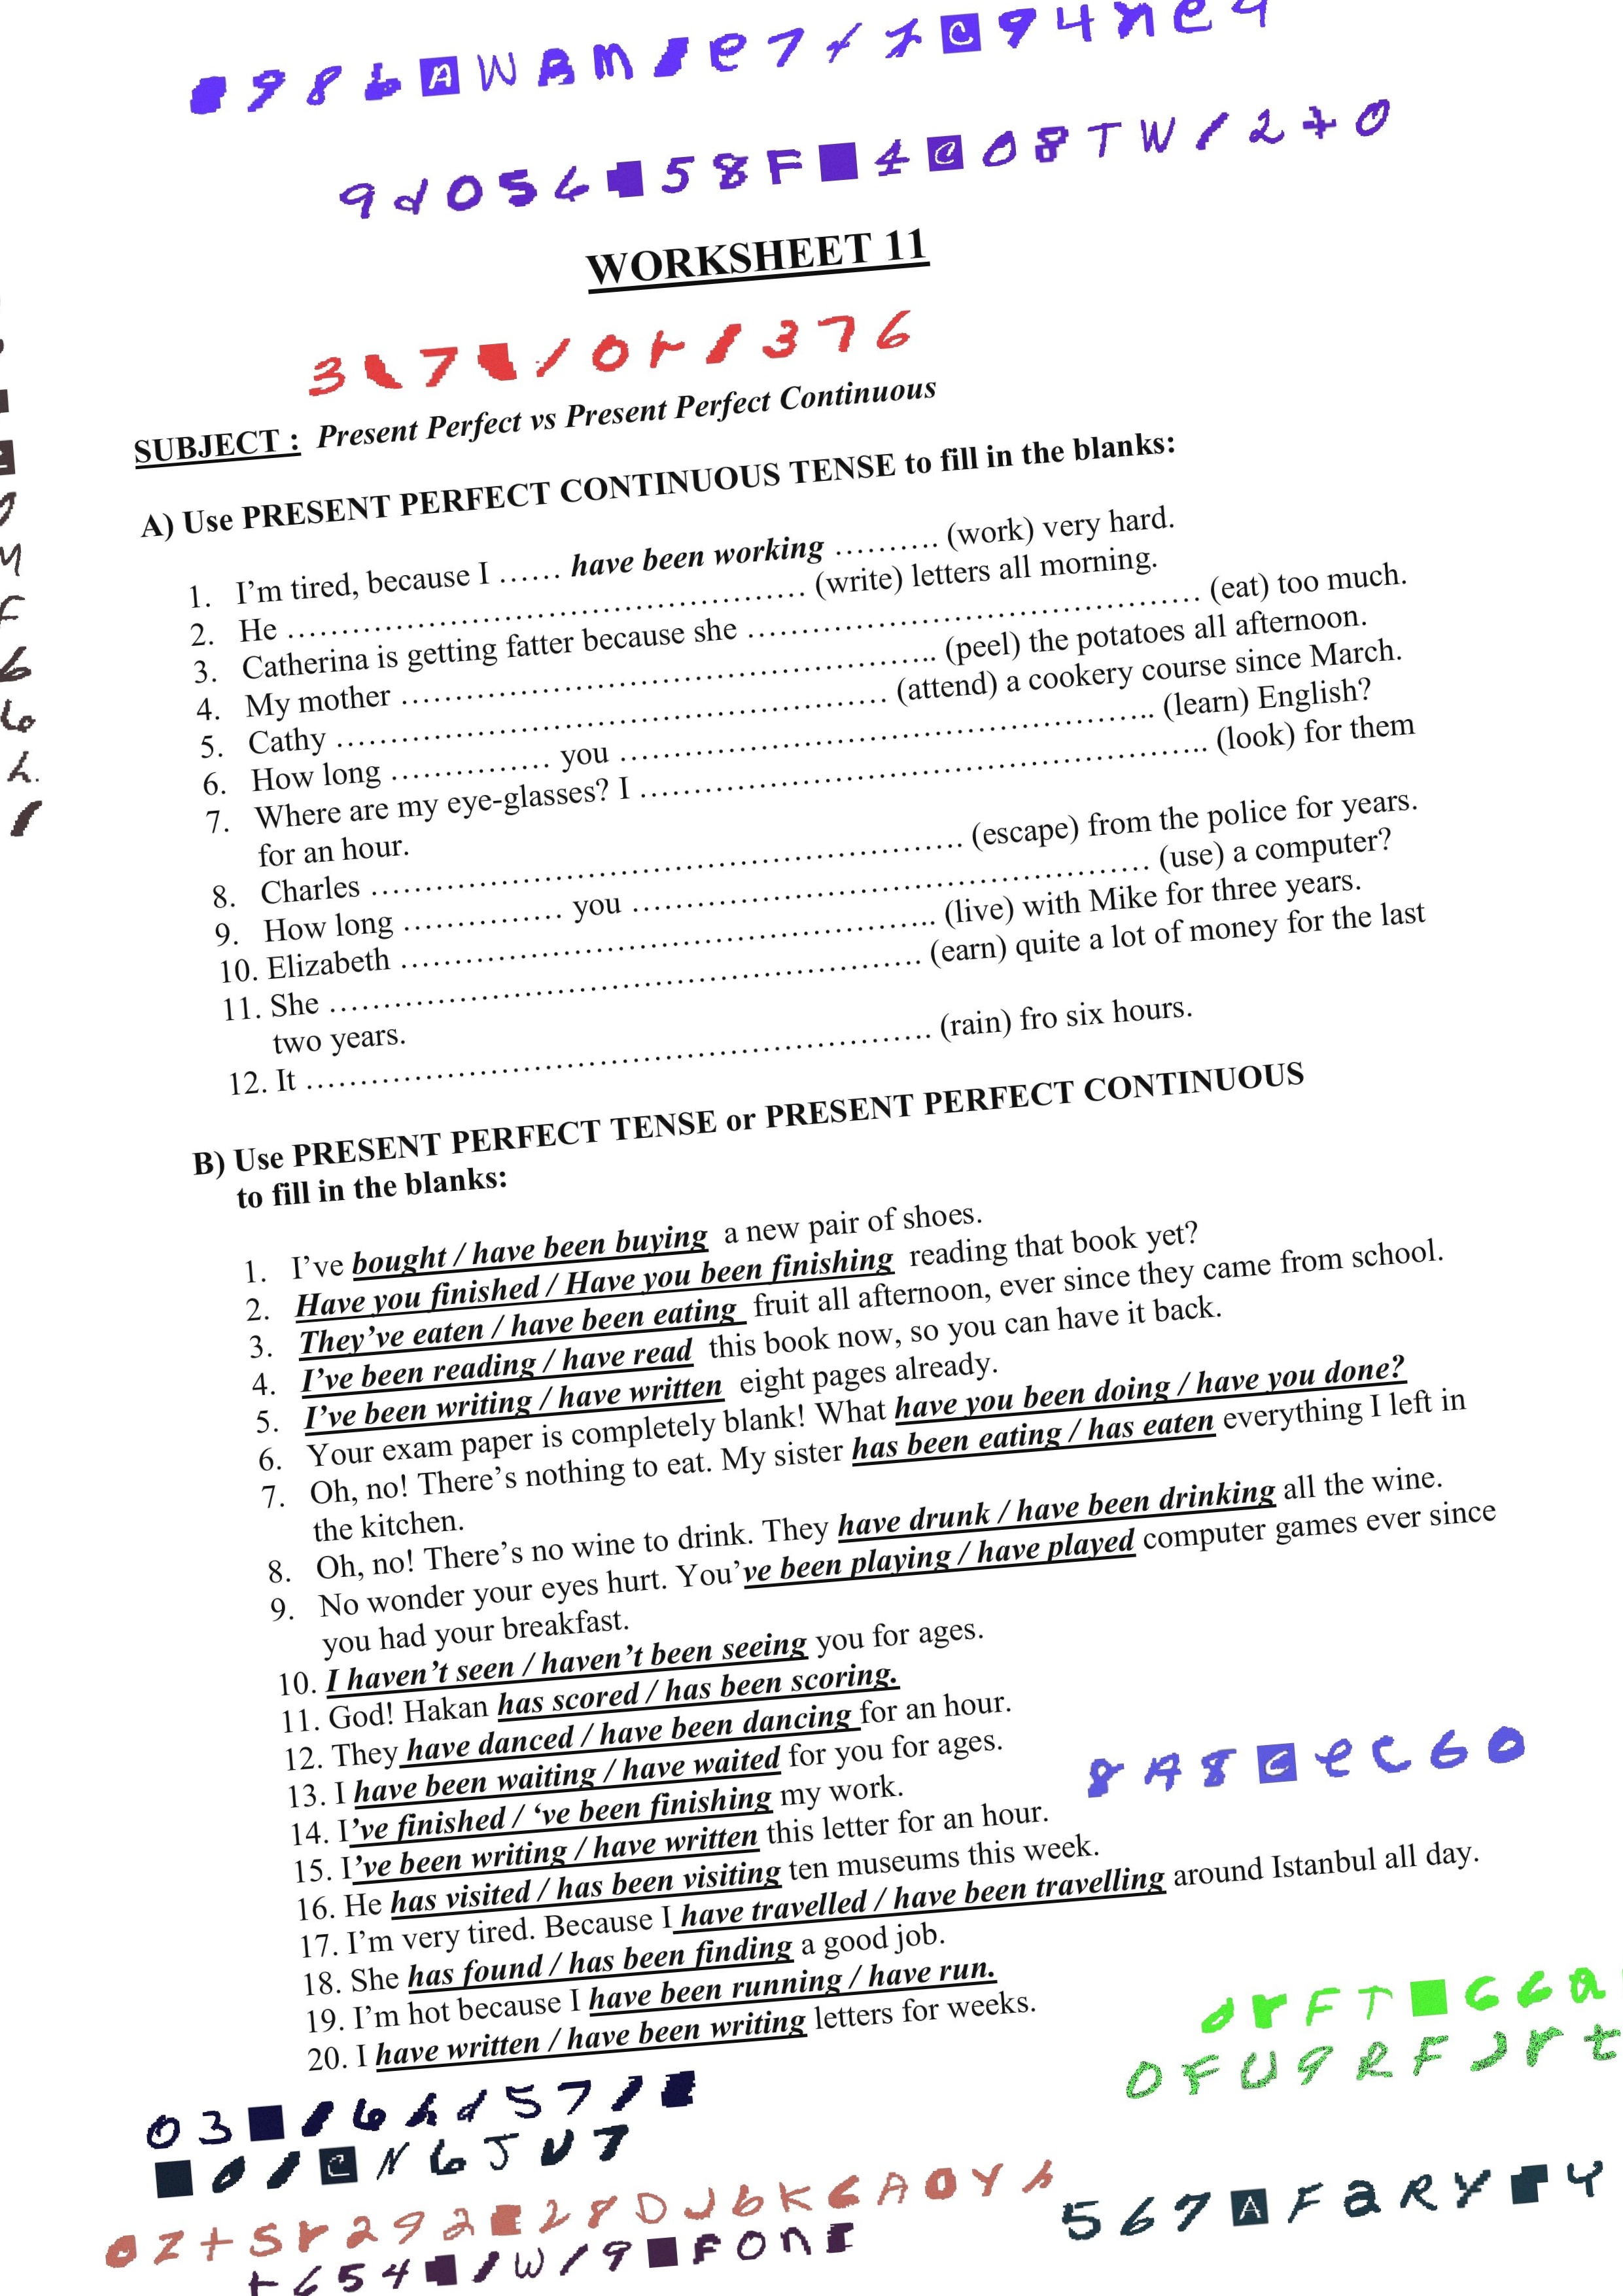 WORKSHEET 11
SUBJECT : Present Perfect vs Present Perfect Continuous
A) Use PRESENT PERFECT CONTINUOUS TENSE to fill in the blanks:
1. I’m tired, because I …… have been working ………. (work) very hard.
2. He ………………………………………… (write) letters all morning.
3. Catherina is getting fatter because she …………………………………… (eat) too much.
4. My mother ………………………………………….. (peel) the potatoes all afternoon.
5. Cathy ………………………………………… (attend) a cookery course since March.
6. How long …………… you ………………………………………….. (learn) English?
7. Where are my eye-glasses? I ………………………………………….. (look) for them
for an hour.
8. Charles …………………………………………………. (escape) from the police for years.
9. How long …………… you ………………………………………… (use) a computer?
10. Elizabeth ………………………………………….. (live) with Mike for three years.
11. She …………………………………………………. (earn) quite a lot of money for the last
two years.
12. It …………………………………………………. (rain) fro six hours.
B) Use PRESENT PERFECT TENSE or PRESENT PERFECT CONTINUOUS
to fill in the blanks:
1. I’ve bought / have been buying a new pair of shoes.
2. Have you finished / Have you been finishing reading that book yet?
3. They’ve eaten / have been eating fruit all afternoon, ever since they came from school.
4. I’ve been reading / have read this book now, so you can have it back.
5. I’ve been writing / have written eight pages already.
6. Your exam paper is completely blank! What have you been doing / have you done?
7. Oh, no! There’s nothing to eat. My sister has been eating / has eaten everything I left in
the kitchen.
8. Oh, no! There’s no wine to drink. They have drunk / have been drinking all the wine.
9. No wonder your eyes hurt. You’ve been playing / have played computer games ever since
you had your breakfast.
10. I haven’t seen / haven’t been seeing you for ages.
11. God! Hakan has scored / has been scoring.
12. They have danced / have been dancing for an hour.
13. I have been waiting / have waited for you for ages.
14. I’ve finished / ‘ve been finishing my work.
15. I’ve been writing / have written this letter for an hour.
16. He has visited / has been visiting ten museums this week.
17. I’m very tired. Because I have travelled / have been travelling around Istanbul all day.
18. She has found / has been finding a good job.
19. I’m hot because I have been running / have run.
20. I have written / have been writing letters for weeks.